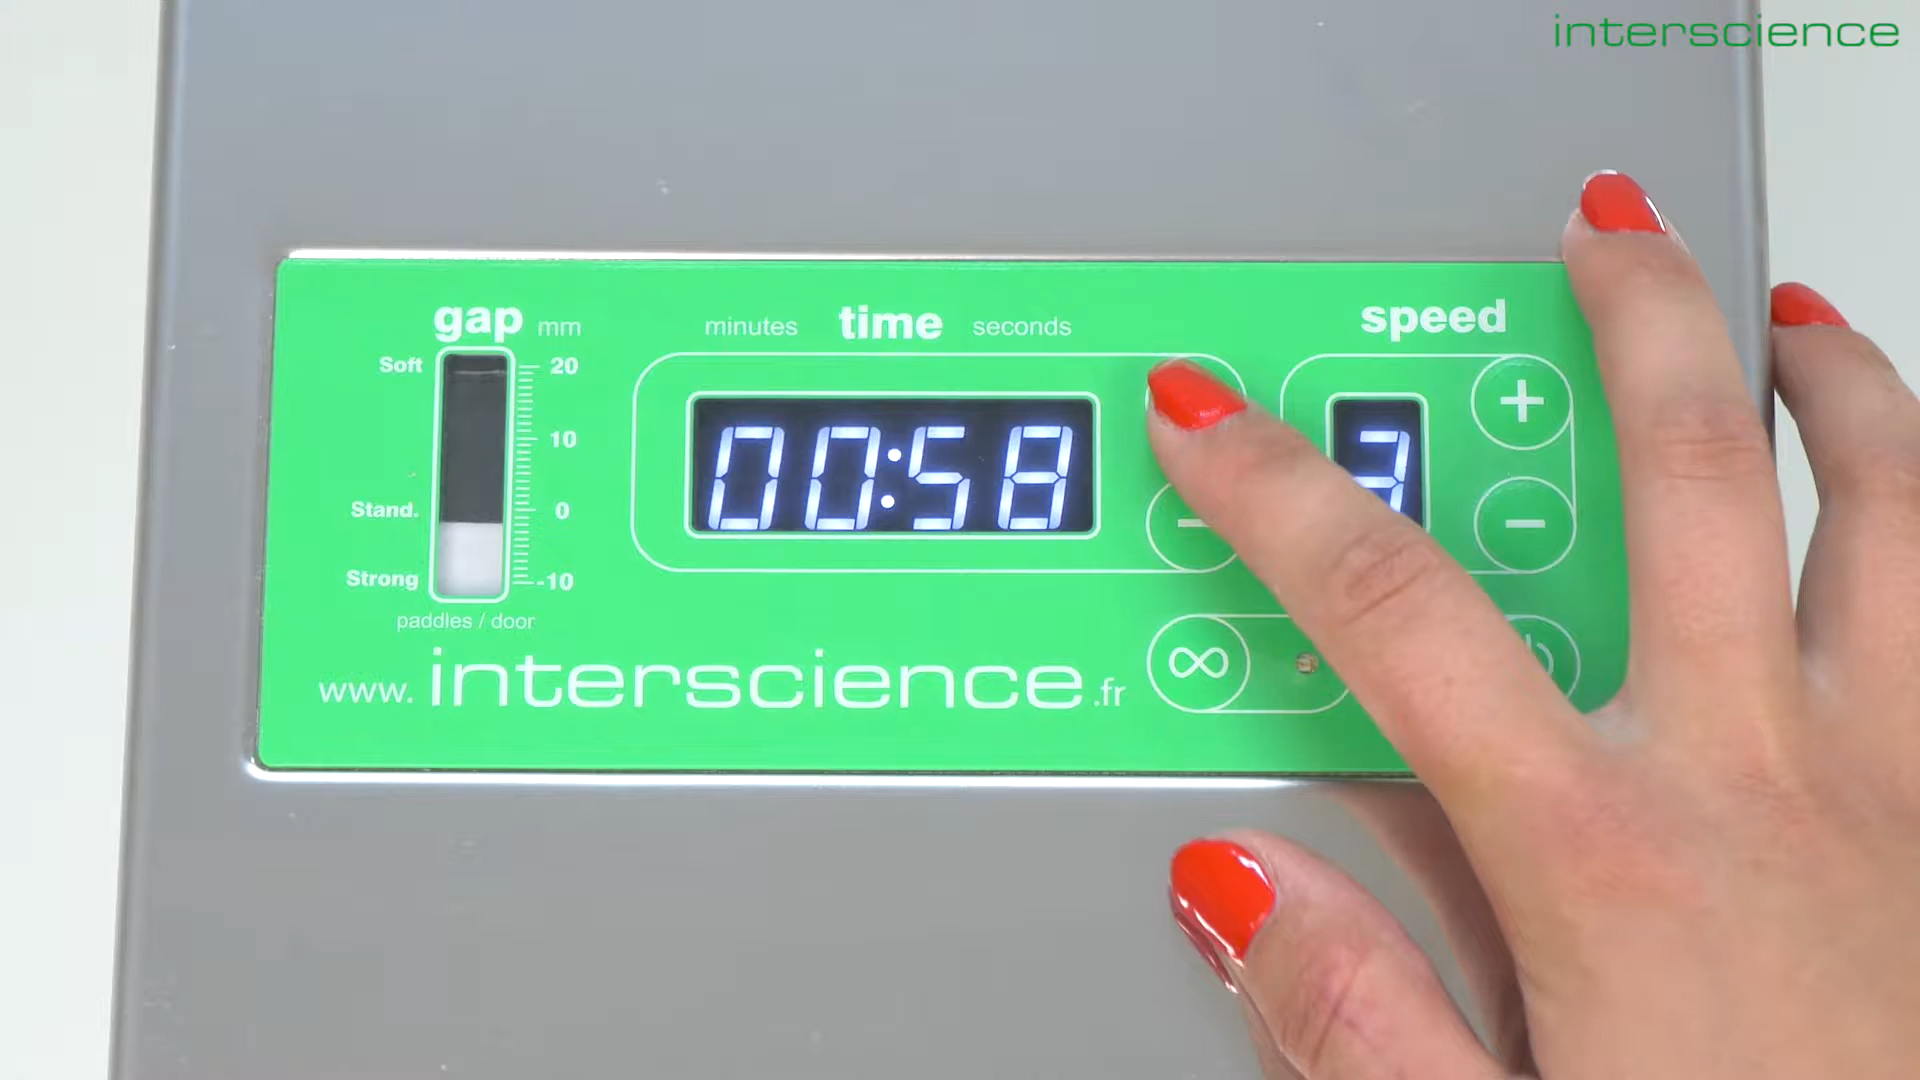 interscience
gap mm
minutes time seconds
speed
Soft
20
10
Stand.
0
Strong
-10
paddles / door
00:58
3
+
−
−
∞
www.interscience.fr